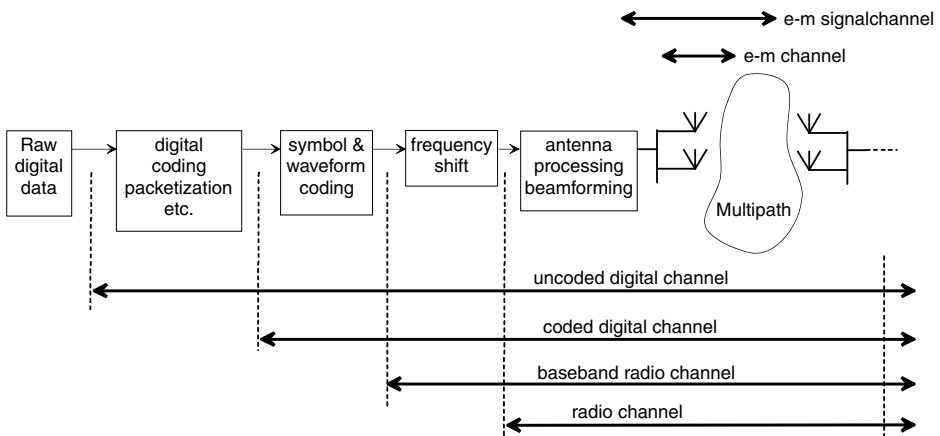 e-m signalchannel
e-m channel
Raw
digital
data
digital
coding
packetization
etc.
symbol &
waveform
coding
frequency
shift
antenna
processing
beamforming
Multipath
uncoded digital channel
coded digital channel
baseband radio channel
radio channel